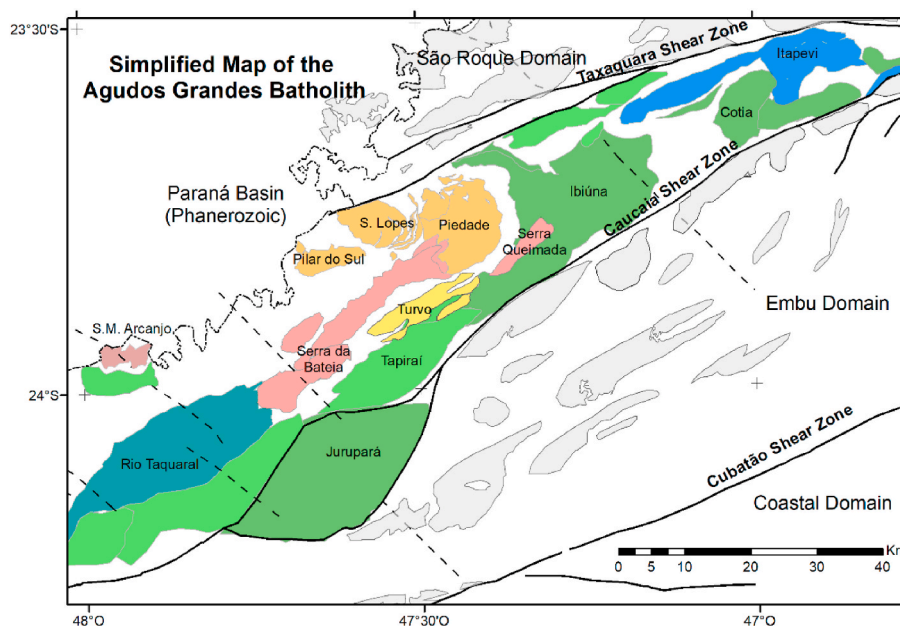 23°30'S
Simplified Map of the
Agudos Grandes Batholith
São Roque Domain
Taxaquara Shear Zone
Itapevi
Cotia
Paraná Basin
(Phanerozoic)
Ibiúna
Caucaia Shear Zone
S. Lopes
Piedade
Serra
Queimada
Pilar do Sul
Embu Domain
Turvo
S.M. Arcanjo
Serra da
Bateia
Tapiraí
24°S
Jurupará
Rio Taquaral
Cubatão Shear Zone
Coastal Domain
Km
0 5 10 20 30 40
48°O
47°30'O
47°O